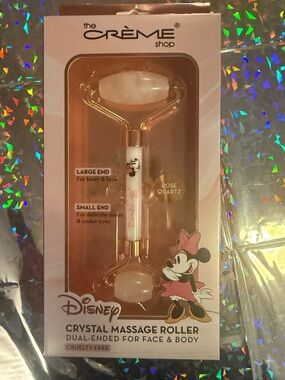 the
CRÈME®
shop
LARGE END
For body & face
ROSE
QUARTZ
SMALL END
For delicate areas
& under-eyes
Disney
CRYSTAL MASSAGE ROLLER
DUAL-ENDED FOR FACE & BODY
CRUELTY-FREE